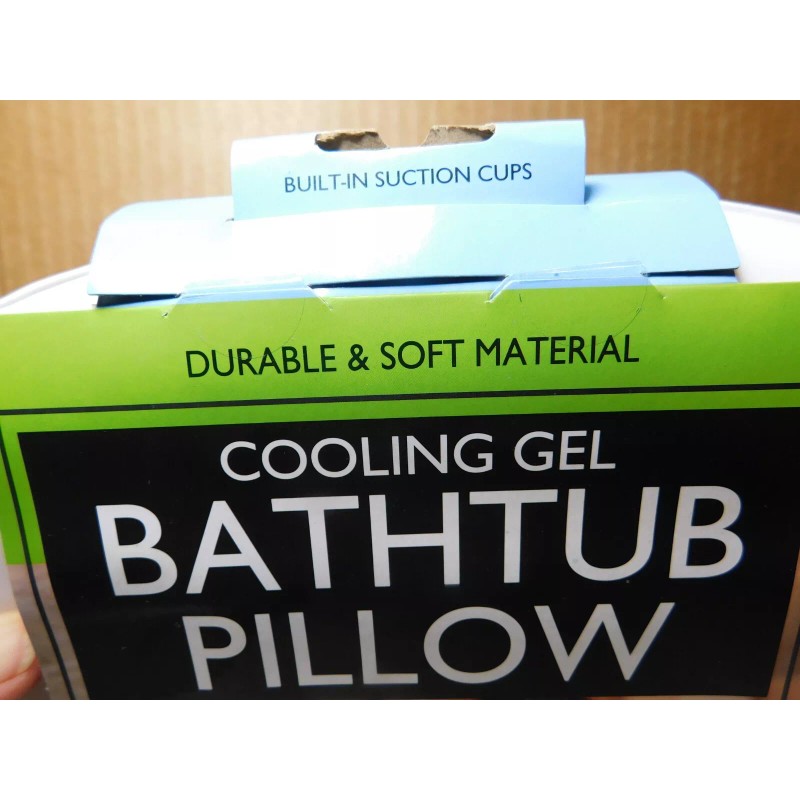 BUILT-IN SUCTION CUPS
DURABLE & SOFT MATERIAL
COOLING GEL
BATHTUB
PILLOW